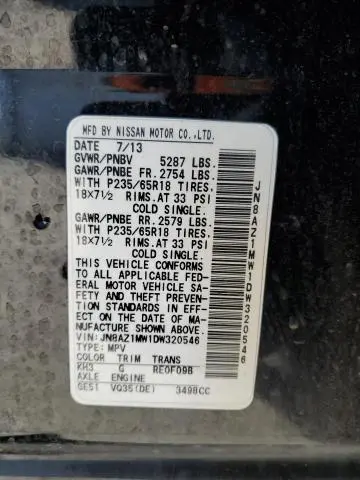 MFD BY NISSAN MOTOR CO.,LTD.
DATE 7/13
GVWR/PNBV 5287 LBS.
GAWR/PNBE FR. 2754 LBS.
WITH P235/65R18 TIRES,
18X7½ RIMS.AT 33 PSI
COLD SINGLE.
GAWR/PNBE RR. 2579 LBS.
WITH P235/65R18 TIRES,
18X7½ RIMS.AT 33 PSI
COLD SINGLE.
THIS VEHICLE CONFORMS
TO ALL APPLICABLE FED-
ERAL MOTOR VEHICLE SA-
FETY AND THEFT PREVEN-
TION STANDARDS IN EFF-
ECT ON THE DATE OF MA-
NUFACTURE SHOWN ABOVE.
VIN: JN8AZ1MW1DW320546
TYPE: MPV
COLOR TRIM TRANS
KH3 G RE0F09B
AXLE ENGINE
GE51 VQ35(DE) 3498CC
JN8AZ1MW1DW320546